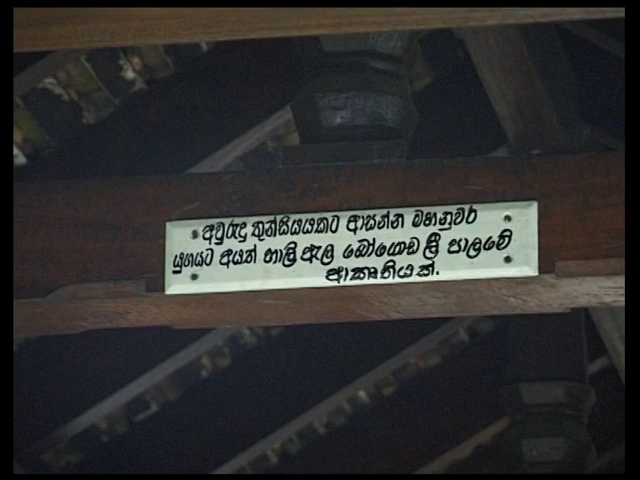 අවුරුදු තුන්සියයකට ආසන්න මහනුවර
යුගයට අයත් හාලි ඇල බෝගොඩ ලී පාලමේ
ආකෘතියක්.